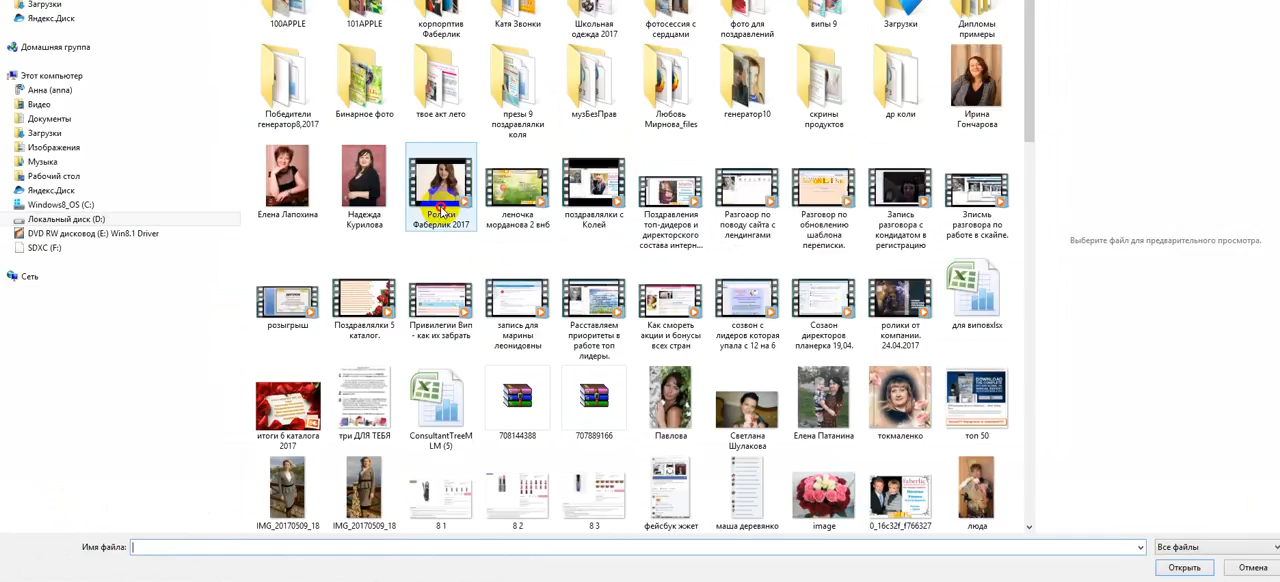 Загрузки
Яндекс.Диск
Домашняя группа
Этот компьютер
Анна (anna)
Видео
Документы
Загрузки
Изображения
Музыка
Рабочий стол
Яндекс.Диск
Windows8_OS (C:)
Локальный диск (D:)
DVD RW дисковод (E:) Win8.1 Driver
SDXC (F:)
Сеть
100APPLE
101APPLE
корпорптив
Фаберлик
Катя Звонки
Школьная
одежда 2017
фотосессия с
сердцами
фото для
поздравлений
випы 9
Загрузки
Дипломы
примеры
Победители
генератор8,2017
Бинарное фото
твое акт лето
презы 9
поздравлялки
коля
музБезПрав
Любовь
Мирнова_files
генератор10
скрины
продуктов
др коли
Ирина
Гончарова
Елена Лапохина
Надежда
Курилова
Ролики
Фаберлик 2017
леночка
морданова 2 внб
поздравлялки с
Колей
Поздравления
топ-дидеров и
директорского
состава интерн...
Разгоаор по
поводу сайта с
лендингами
Разговор по
обновлению
шаблона
переписки.
Запись
разговора с
кондидатом в
регистрацию
Зписмь
разговора по
работе в скайпе.
розыгрыш
Поздравлялки 5
каталог.
Привилегии Вип
- как их забрать
запись для
марины
леонидовны
Расставляем
приоритеты в
работе топ
лидеры.
Как смореть
акции и бонусы
всех стран
созвон с
лидеров которая
упала с 12 на 6
Созаон
директоров
планерка 19,04.
ролики от
компании.
24.04.2017
для виповxlsx
итоги 6 каталога
2017
три ДЛЯ ТЕБЯ
ConsultantTreeM
LM (5)
708144388
707889166
Павлова
Светлана
Шулакова
Елена Патанина
токмаленко
топ 50
IMG_20170509_18
IMG_20170509_18
8 1
8 2
8 3
фейсбук жжет
маша деревянко
image
0_16c32f_f766327
люда
Выберите файл для предварительного просмотра.
Имя файла:
Все файлы
Открыть
Отмена